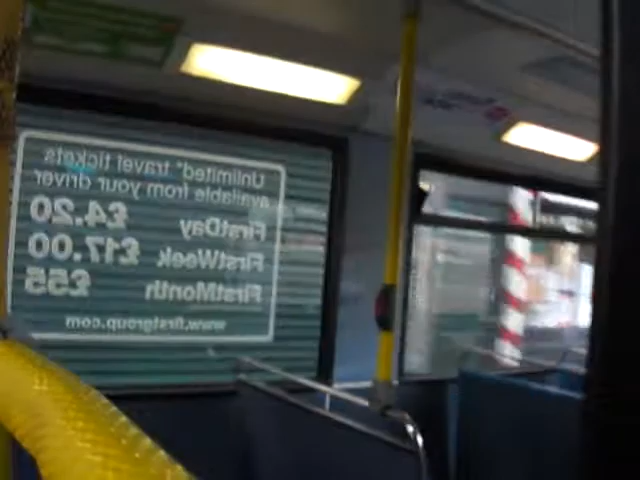 Unlimited* travel tickets
available from your driver
FirstDay £4.20
FirstWeek £17.00
FirstMonth £55
www.firstgroup.com